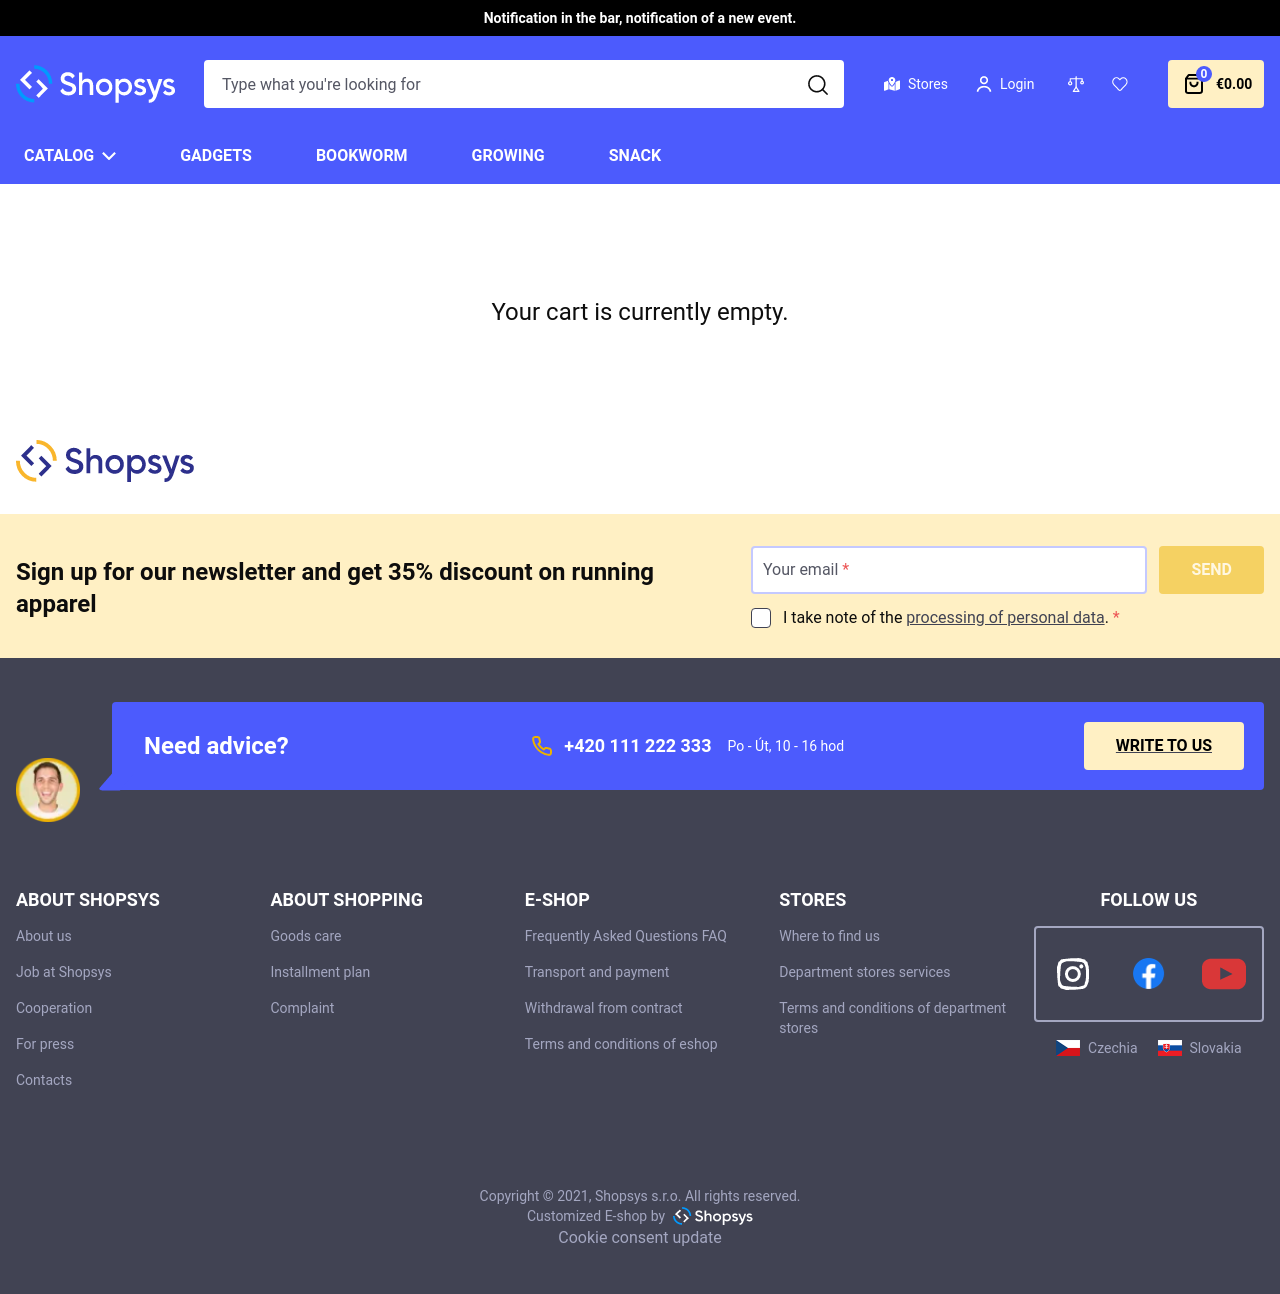 Notification in the bar, notification of a new event.
Shopsys
Type what you're looking for
Stores
Login
0
€0.00
CATALOG
GADGETS
BOOKWORM
GROWING
SNACK
Your cart is currently empty.
Shopsys
Sign up for our newsletter and get 35% discount on running
apparel
Your email *
SEND
I take note of the processing of personal data. *
Need advice?
+420 111 222 333
Po - Út, 10 - 16 hod
WRITE TO US
ABOUT SHOPSYS
About us
Job at Shopsys
Cooperation
For press
Contacts
ABOUT SHOPPING
Goods care
Installment plan
Complaint
E-SHOP
Frequently Asked Questions FAQ
Transport and payment
Withdrawal from contract
Terms and conditions of eshop
STORES
Where to find us
Department stores services
Terms and conditions of department
stores
FOLLOW US
Czechia
Slovakia
Copyright © 2021, Shopsys s.r.o. All rights reserved.
Customized E-shop by Shopsys
Cookie consent update